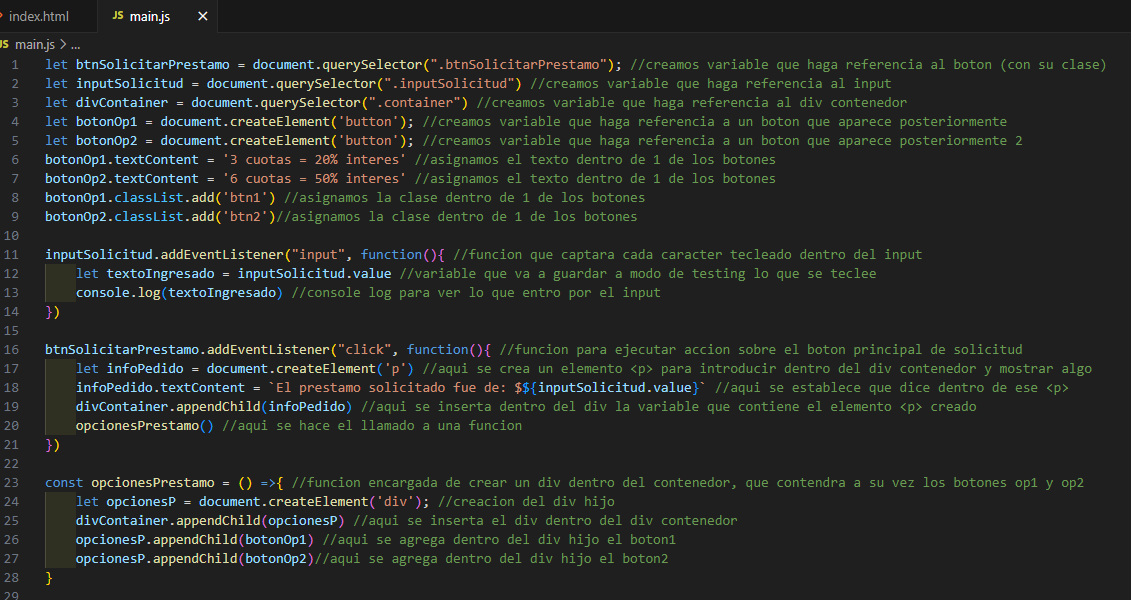 index.html JS main.js ×
JS main.js > ...
1 let btnSolicitarPrestamo = document.querySelector(".btnSolicitarPrestamo"); //creamos variable que haga referencia al boton (con su clase)
2 let inputSolicitud = document.querySelector(".inputSolicitud") //creamos variable que haga referencia al input
3 let divContainer = document.querySelector(".container") //creamos variable que haga referencia al div contenedor
4 let botonOp1 = document.createElement('button'); //creamos variable que haga referencia a un boton que aparece posteriormente
5 let botonOp2 = document.createElement('button'); //creamos variable que haga referencia a un boton que aparece posteriormente 2
6 botonOp1.textContent = '3 cuotas = 20% interes' //asignamos el texto dentro de 1 de los botones
7 botonOp2.textContent = '6 cuotas = 50% interes' //asignamos el texto dentro de 1 de los botones
8 botonOp1.classList.add('btn1') //asignamos la clase dentro de 1 de los botones
9 botonOp2.classList.add('btn2')//asignamos la clase dentro de 1 de los botones
10
11 inputSolicitud.addEventListener("input", function(){ //funcion que captara cada caracter tecleado dentro del input
12 let textoIngresado = inputSolicitud.value //variable que va a guardar a modo de testing lo que se teclee
13 console.log(textoIngresado) //console log para ver lo que entro por el input
14 })
15
16 btnSolicitarPrestamo.addEventListener("click", function(){ //funcion para ejecutar accion sobre el boton principal de solicitud
17 let infoPedido = document.createElement('p') //aqui se crea un elemento <p> para introducir dentro del div contenedor y mostrar algo
18 infoPedido.textContent = `El prestamo solicitado fue de: $${inputSolicitud.value}` //aqui se establece que dice dentro de ese <p>
19 divContainer.appendChild(infoPedido) //aqui se inserta dentro del div la variable que contiene el elemento <p> creado
20 opcionesPrestamo() //aqui se hace el llamado a una funcion
21 })
22
23 const opcionesPrestamo = () =>{ //funcion encargada de crear un div dentro del contenedor, que contendra a su vez los botones op1 y op2
24 let opcionesP = document.createElement('div'); //creacion del div hijo
25 divContainer.appendChild(opcionesP) //aqui se inserta el div dentro del div contenedor
26 opcionesP.appendChild(botonOp1) //aqui se agrega dentro del div hijo el boton1
27 opcionesP.appendChild(botonOp2)//aqui se agrega dentro del div hijo el boton2
28 }
29